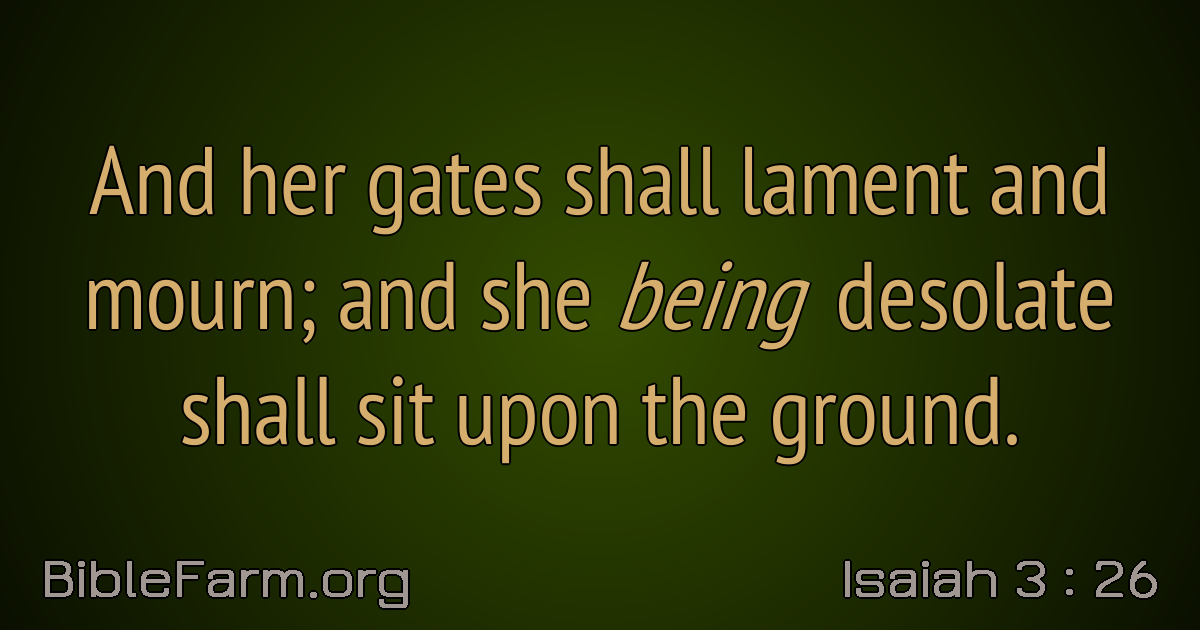 And her gates shall lament and
mourn; and she being desolate
shall sit upon the ground.
BibleFarm.org
Isaiah 3 : 26